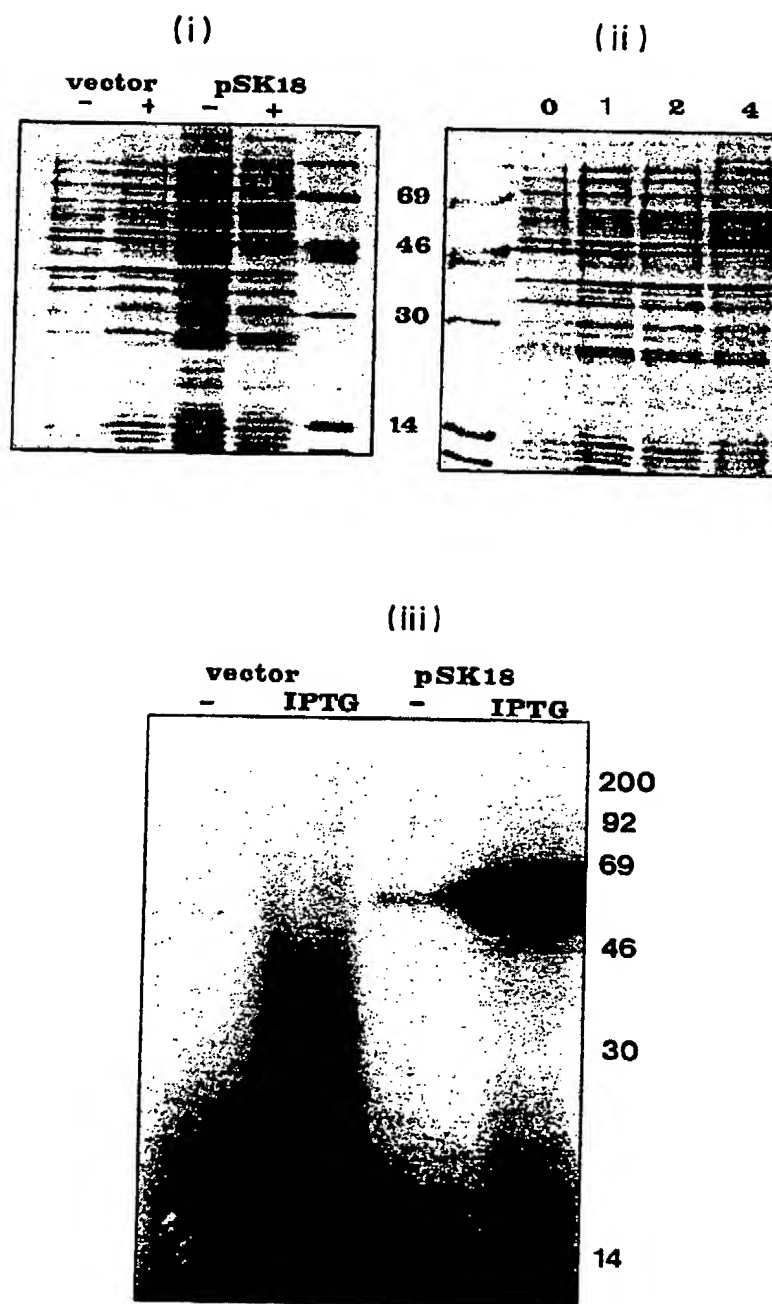 (i)
vector pSK18
- + - +
(ii)
0 1 2 4
69
46
30
14
(iii)
vector pSK18
- IPTG - IPTG
200
92
69
46
30
14